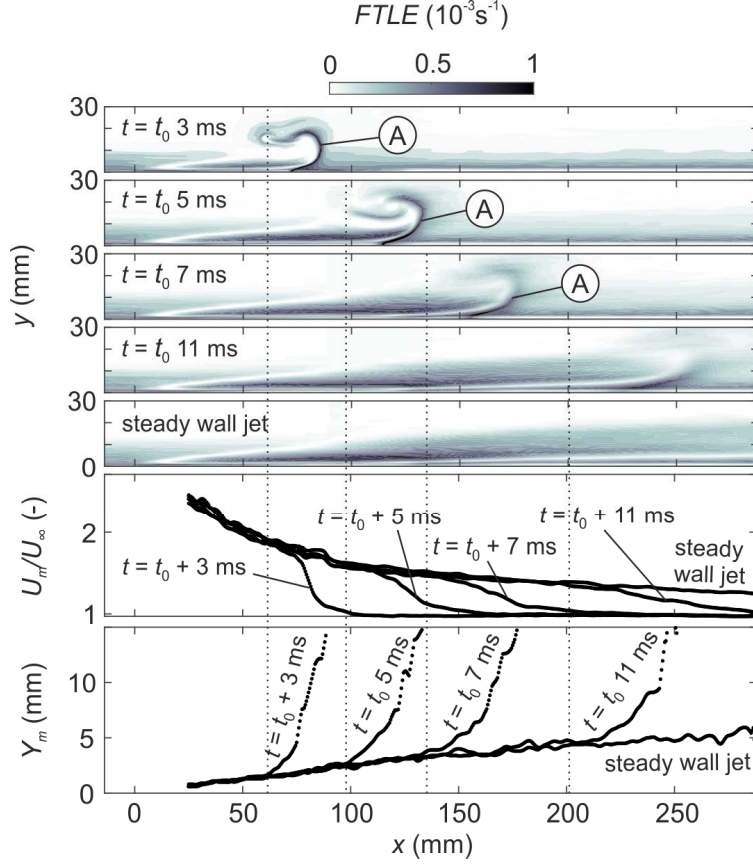 FTLE (10⁻³s⁻¹)
0 0.5 1
30
t = t₀ 3 ms
A
30
t = t₀ 5 ms
A
30
t = t₀ 7 ms
A
30
t = t₀ 11 ms
30
steady wall jet
0
y (mm)
2
1
Uₘ/U∞ (-)
t = t₀ + 3 ms
t = t₀ + 5 ms
t = t₀ + 7 ms
t = t₀ + 11 ms
steady
wall jet
10
5
0
Yₘ (mm)
t = t₀ + 3 ms
t = t₀ 5 ms
t = t₀ 7 ms
t = t₀ 11 ms
steady wall jet
0 50 100 150 200 250
x (mm)